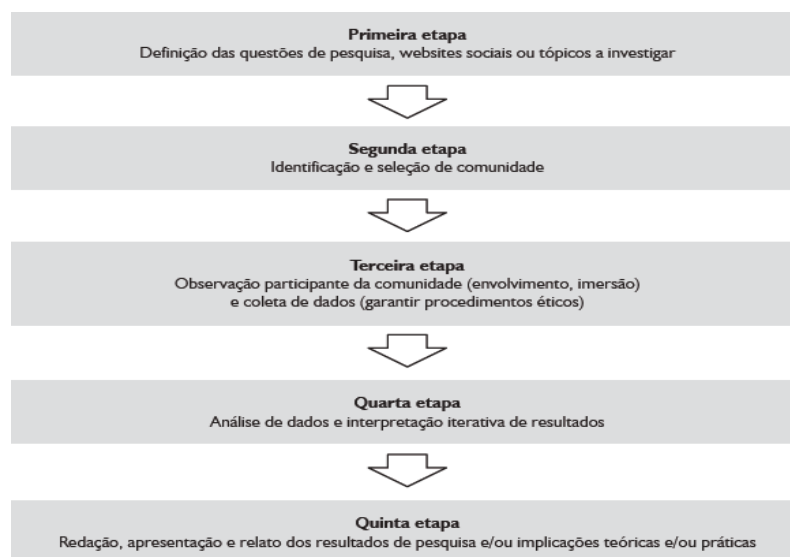 Primeira etapa
Definição das questões de pesquisa, websites sociais ou tópicos a investigar
Segunda etapa
Identificação e seleção de comunidade
Terceira etapa
Observação participante da comunidade (envolvimento, imersão)
e coleta de dados (garantir procedimentos éticos)
Quarta etapa
Análise de dados e interpretação iterativa de resultados
Quinta etapa
Redação, apresentação e relato dos resultados de pesquisa e/ou implicações teóricas e/ou práticas